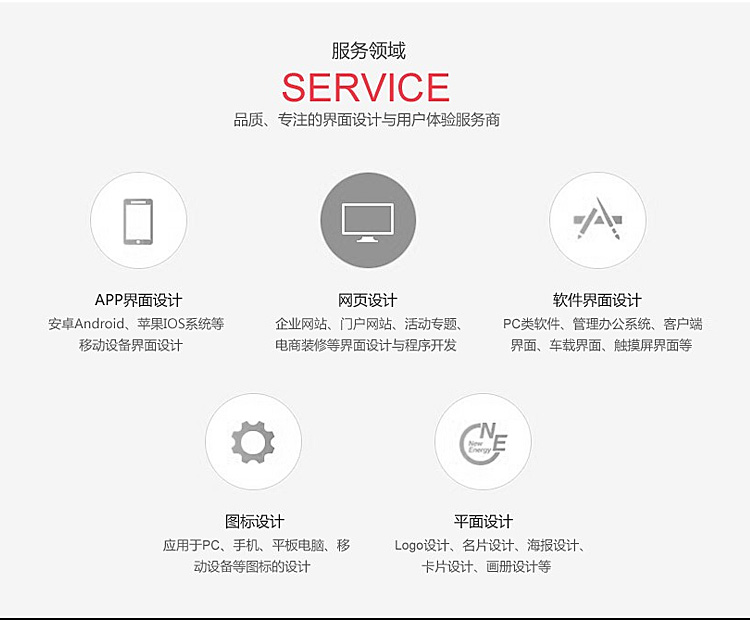 服务领域
SERVICE
品质、专注的界面设计与用户体验服务商
APP界面设计
安卓Android、苹果IOS系统等
移动设备界面设计
网页设计
企业网站、门户网站、活动专题、
电商装修等界面设计与程序开发
软件界面设计
PC类软件、管理办公系统、客户端
界面、车载界面、触摸屏界面等
NE
New
Energy
图标设计
应用于PC、手机、平板电脑、移
动设备等图标的设计
平面设计
Logo设计、名片设计、海报设计、
卡片设计、画册设计等